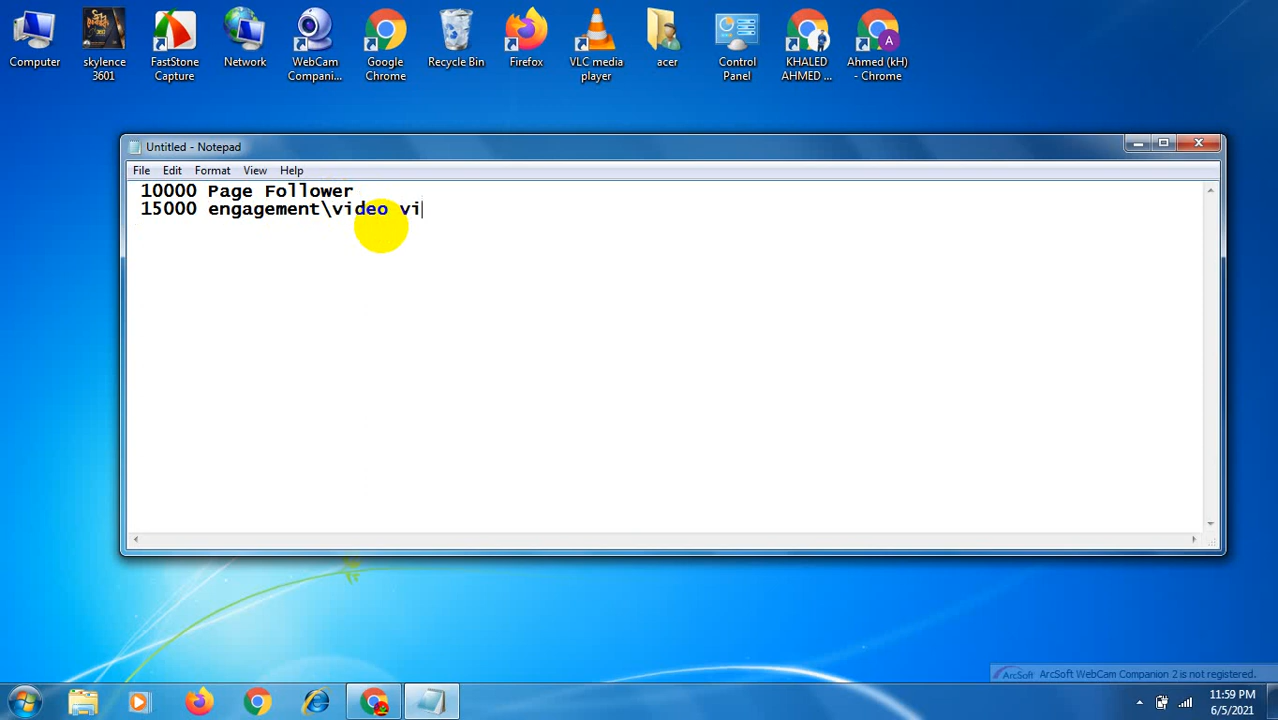 Computer
skylence 3601
FastStone Capture
Network
WebCam Compani...
Google Chrome
Recycle Bin
Firefox
VLC media player
acer
Control Panel
KHALED AHMED ...
Ahmed (kH) - Chrome
Untitled - Notepad
File Edit Format View Help
10000 Page Follower
15000 engagement\video vi
ArcSoft ArcSoft WebCam Companion 2 is not registered.
11:59 PM
6/5/2021